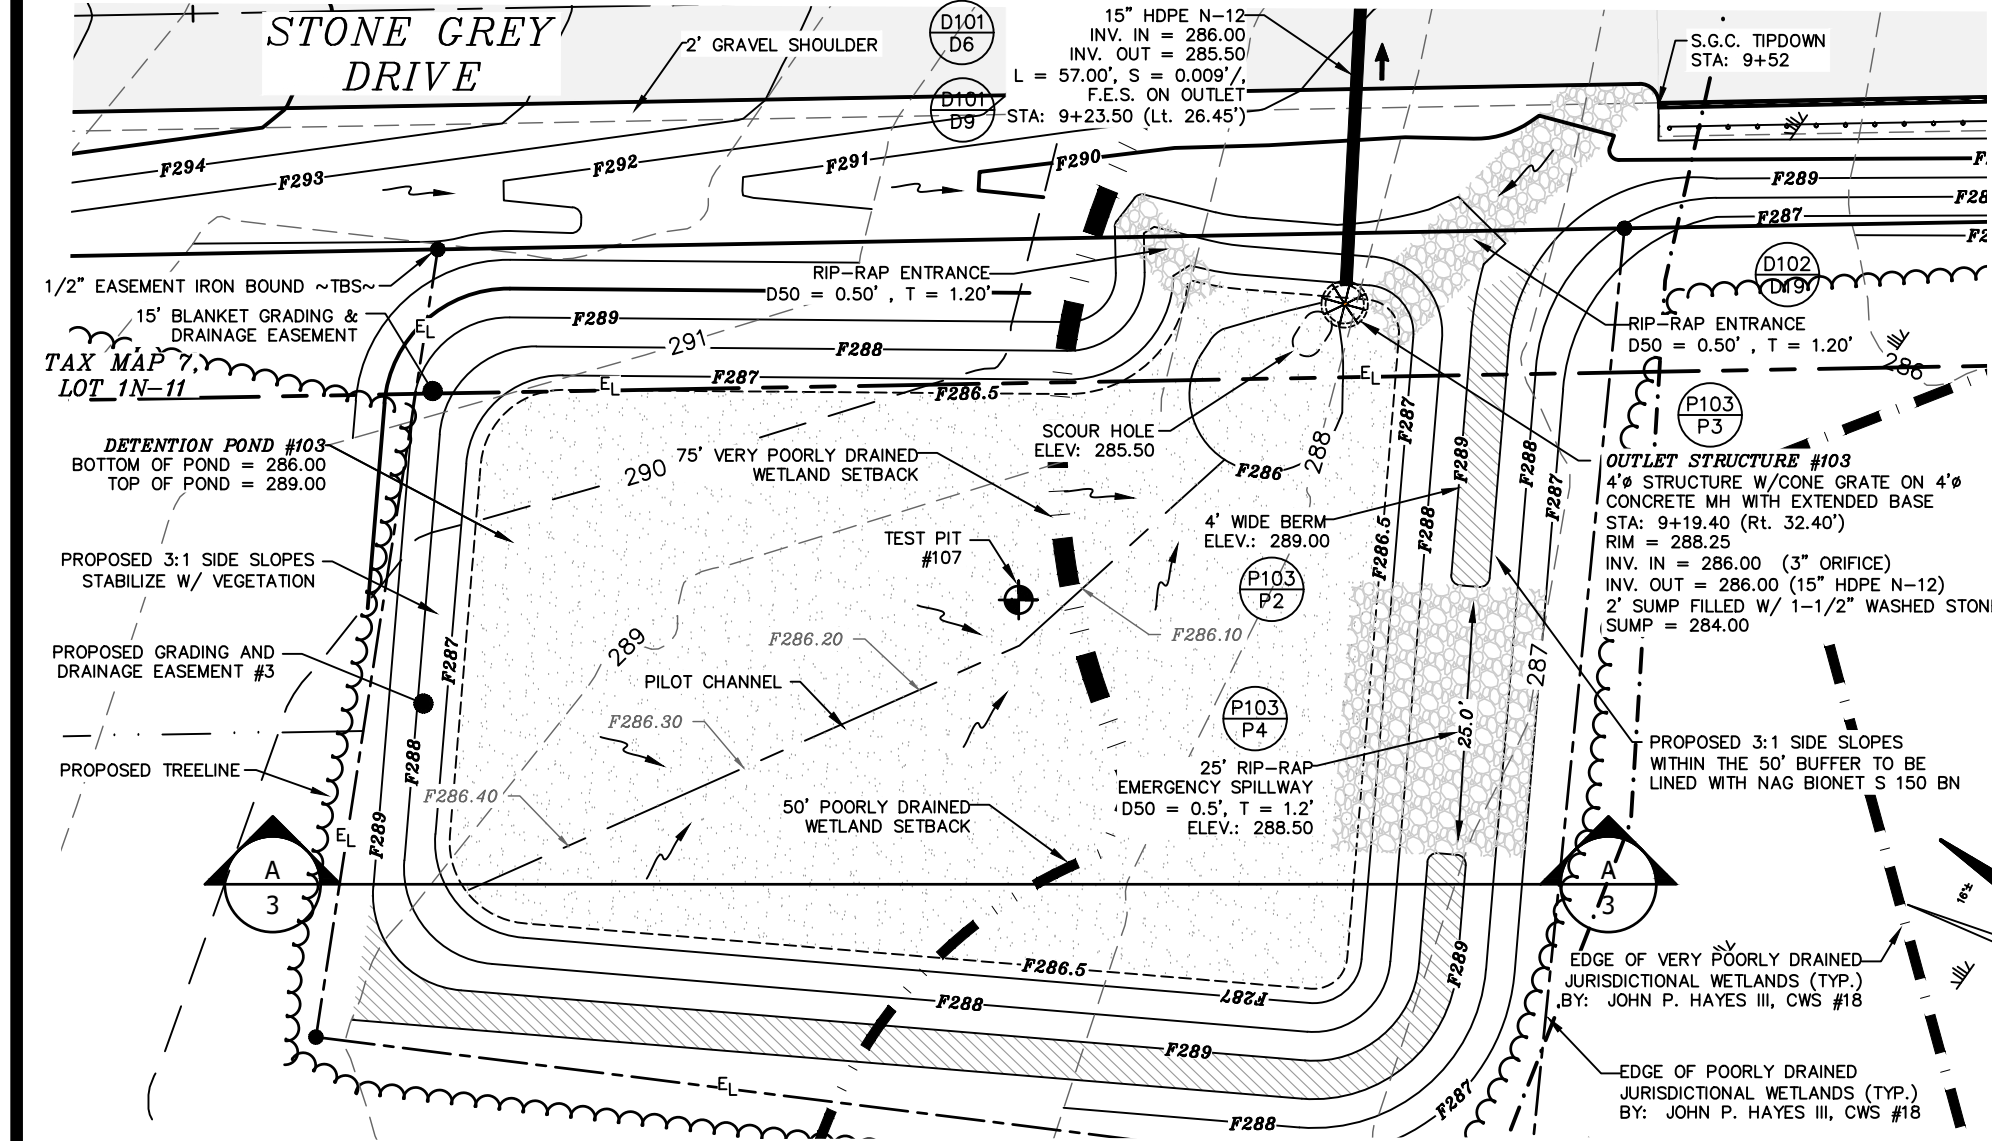 STONE GREY
DRIVE
2' GRAVEL SHOULDER
D101
D6
D101
D9
15" HDPE N-12
INV. IN = 286.00
INV. OUT = 285.50
L = 57.00', S = 0.009'/,
F.E.S. ON OUTLET
STA: 9+23.50 (Lt. 26.45')
S.G.C. TIPDOWN
STA: 9+52
F294
F293
F292
F291
F290
F289
F287
1/2" EASEMENT IRON BOUND ~TBS~
15' BLANKET GRADING &
DRAINAGE EASEMENT
TAX MAP 7,
LOT 1N-11
RIP-RAP ENTRANCE
D50 = 0.50' , T = 1.20'
D102
D19
RIP-RAP ENTRANCE
D50 = 0.50' , T = 1.20'
EL
F289
291
F288
F287
EL
F286.5
EL
286
P103
P3
DETENTION POND #103
BOTTOM OF POND = 286.00
TOP OF POND = 289.00
290
75' VERY POORLY DRAINED
WETLAND SETBACK
SCOUR HOLE
ELEV: 285.50
F286
288
F287
F289
F288
F287
F288
F286.5
4' WIDE BERM
ELEV.: 289.00
OUTLET STRUCTURE #103
4'ø STRUCTURE W/CONE GRATE ON 4'ø
CONCRETE MH WITH EXTENDED BASE
STA: 9+19.40 (Rt. 32.40')
RIM = 288.25
INV. IN = 286.00 (3" ORIFICE)
INV. OUT = 286.00 (15" HDPE N-12)
2' SUMP FILLED W/ 1-1/2" WASHED STON
SUMP = 284.00
PROPOSED 3:1 SIDE SLOPES
STABILIZE W/ VEGETATION
TEST PIT
#107
P103
P2
PROPOSED GRADING AND
DRAINAGE EASEMENT #3
F287
289
F286.20
F286.10
PILOT CHANNEL
F286.30
287
P103
P4
25.0'
PROPOSED 3:1 SIDE SLOPES
WITHIN THE 50' BUFFER TO BE
LINED WITH NAG BIONET S 150 BN
PROPOSED TREELINE
F288
F286.40
25' RIP-RAP
EMERGENCY SPILLWAY
D50 = 0.5', T = 1.2'
ELEV.: 288.50
50' POORLY DRAINED
WETLAND SETBACK
F289
EL
A
3
A
3
16"±
F286.5
F288
F287
F289
EDGE OF VERY POORLY DRAINED
JURISDICTIONAL WETLANDS (TYP.)
BY: JOHN P. HAYES III, CWS #18
F289
EL
F288
F287
EDGE OF POORLY DRAINED
JURISDICTIONAL WETLANDS (TYP.)
BY: JOHN P. HAYES III, CWS #18